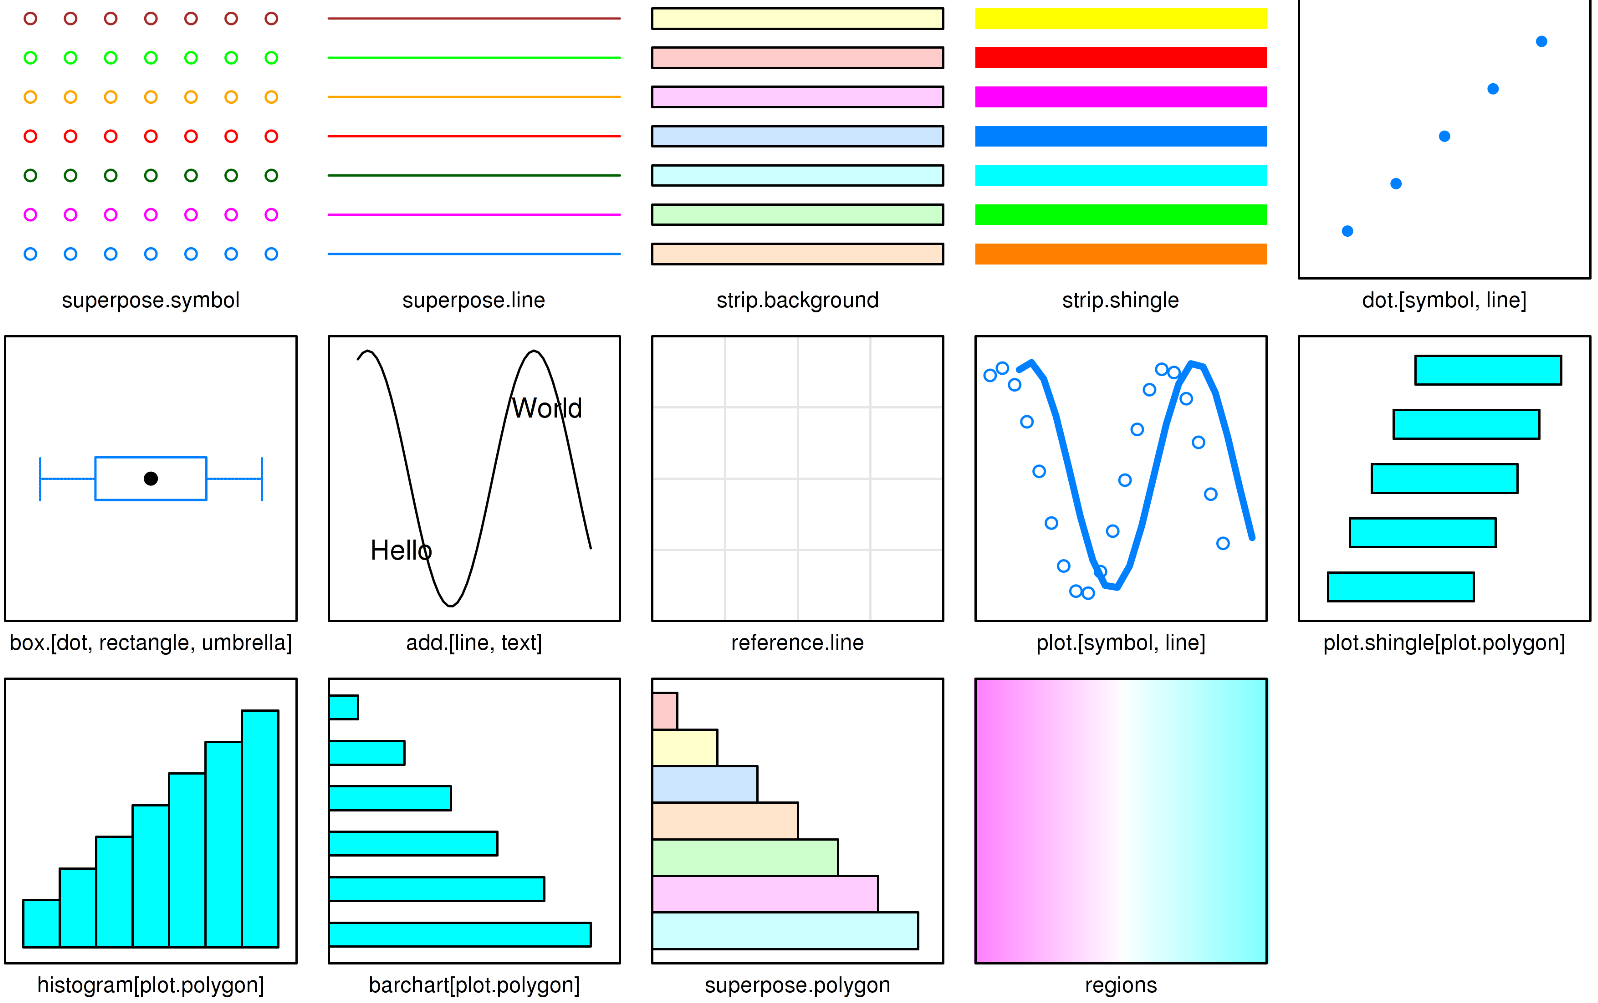 superpose.symbol
superpose.line
strip.background
strip.shingle
dot.[symbol, line]
World
Hello
box.[dot, rectangle, umbrella]
add.[line, text]
reference.line
plot.[symbol, line]
plot.shingle[plot.polygon]
histogram[plot.polygon]
barchart[plot.polygon]
superpose.polygon
regions